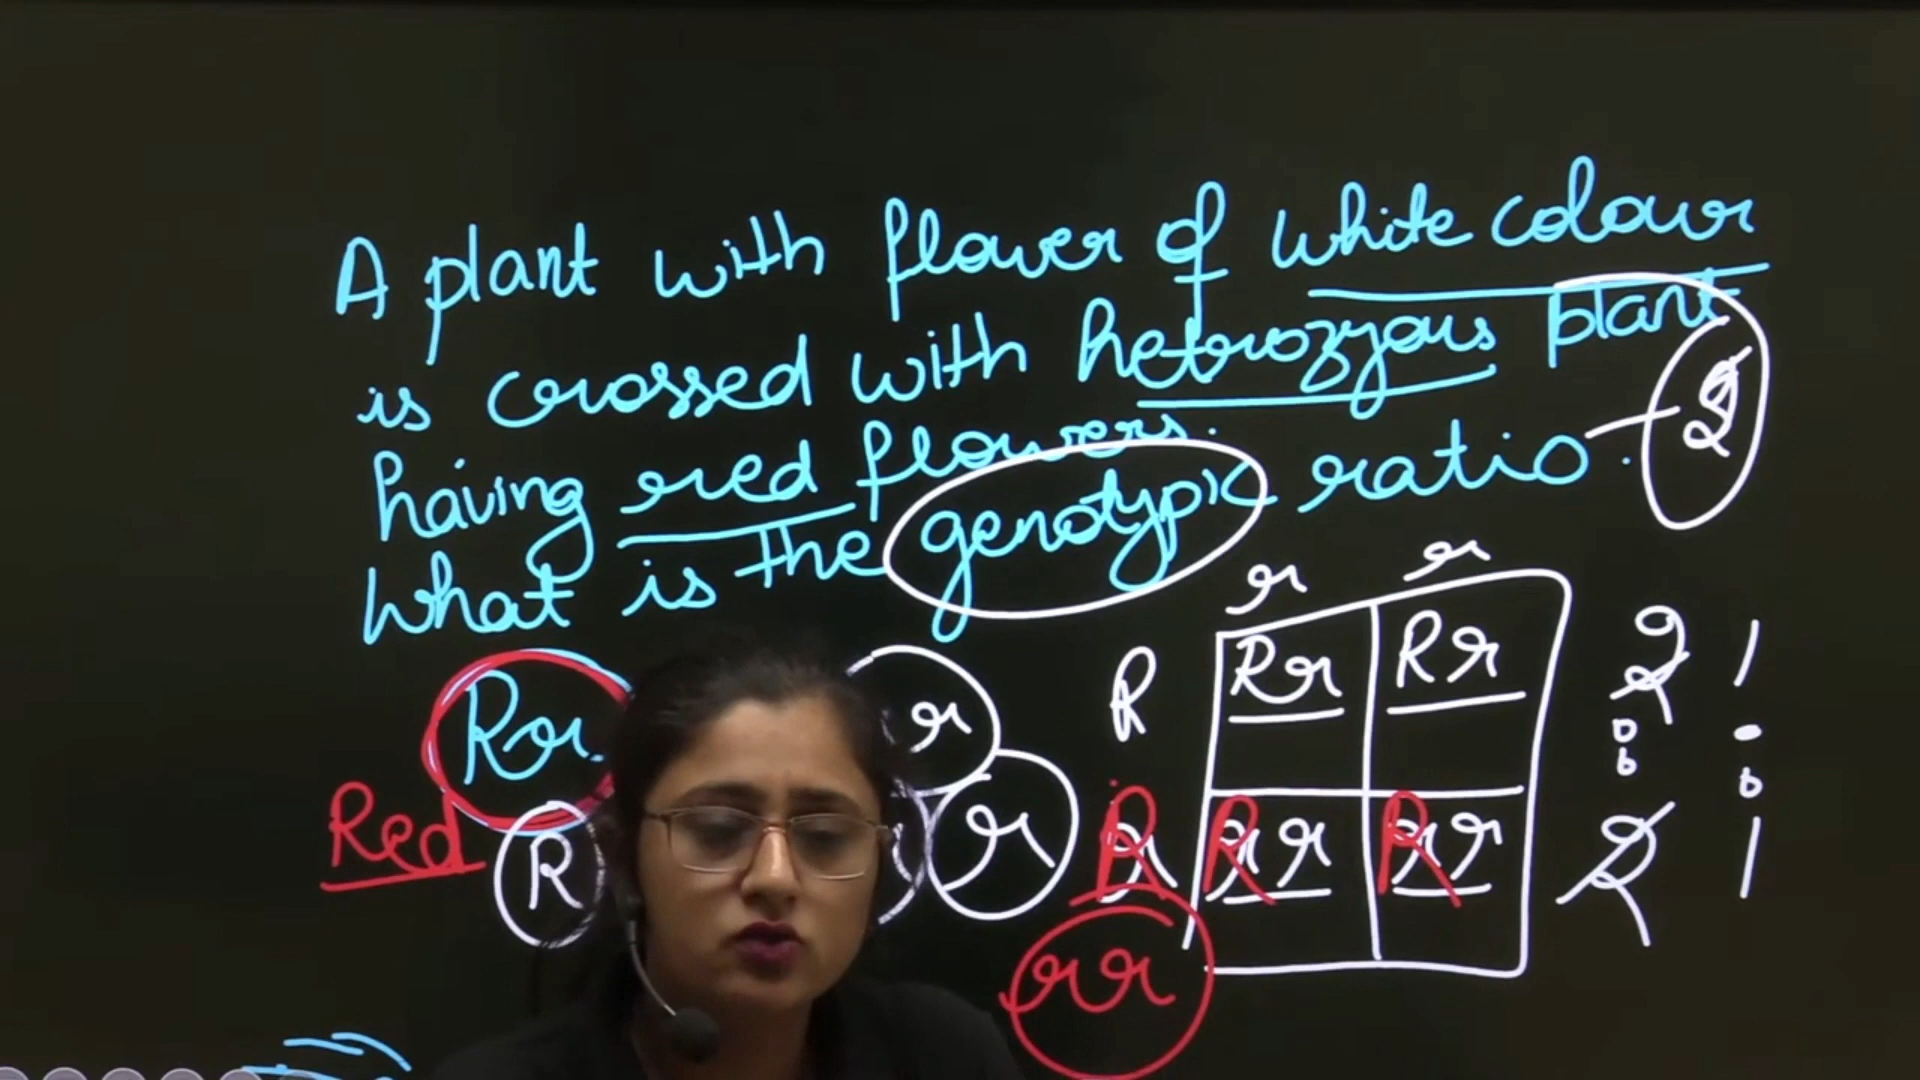 A plant with flower of white colour
is crossed with hetrozygous plant
having red flowers.
What is the genotypic ratio.
r r
Rr r
R Rr Rr 2 1
: :
Red R r R rr rr 2 1
rr